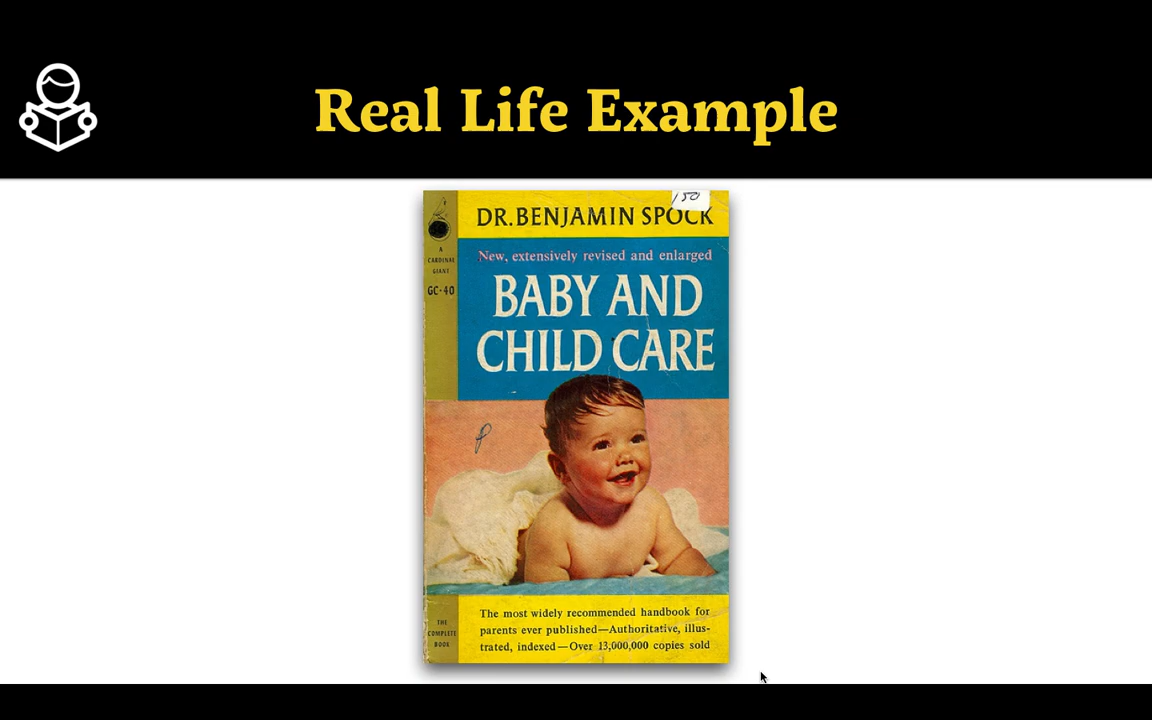 Real Life Example
150
DR. BENJAMIN SPOCK
A
CARDINAL
GIANT
GC·40
New, extensively revised and enlarged
BABY AND
CHILD CARE
THE
COMPLETE
BOOK
The most widely recommended handbook for
parents ever published—Authoritative, illus-
trated, indexed—Over 13,000,000 copies sold